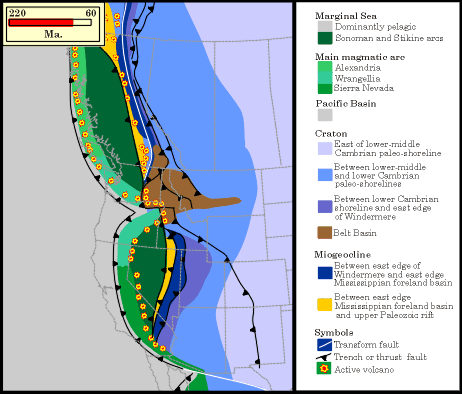 220 60
Ma.
Marginal Sea
Dominantly pelagic
Sonoman and Stikine arcs
Main magmatic arc
Alexandria
Wrangellia
Sierra Nevada
Pacific Basin
Craton
East of lower-middle
Cambrian paleo-shoreline
Between lower-middle
and lower Cambrian
paleo-shorelines
Between lower Cambrian
shoreline and east edge
of Windermere
Belt Basin
Miogeocline
Between east edge of
Windermere and east edge
Mississippian foreland basin
Between east edge
Mississippian foreland basin
and upper Paleozoic rift
Symbols
Transform fault
Trench or thrust fault
Active volcano